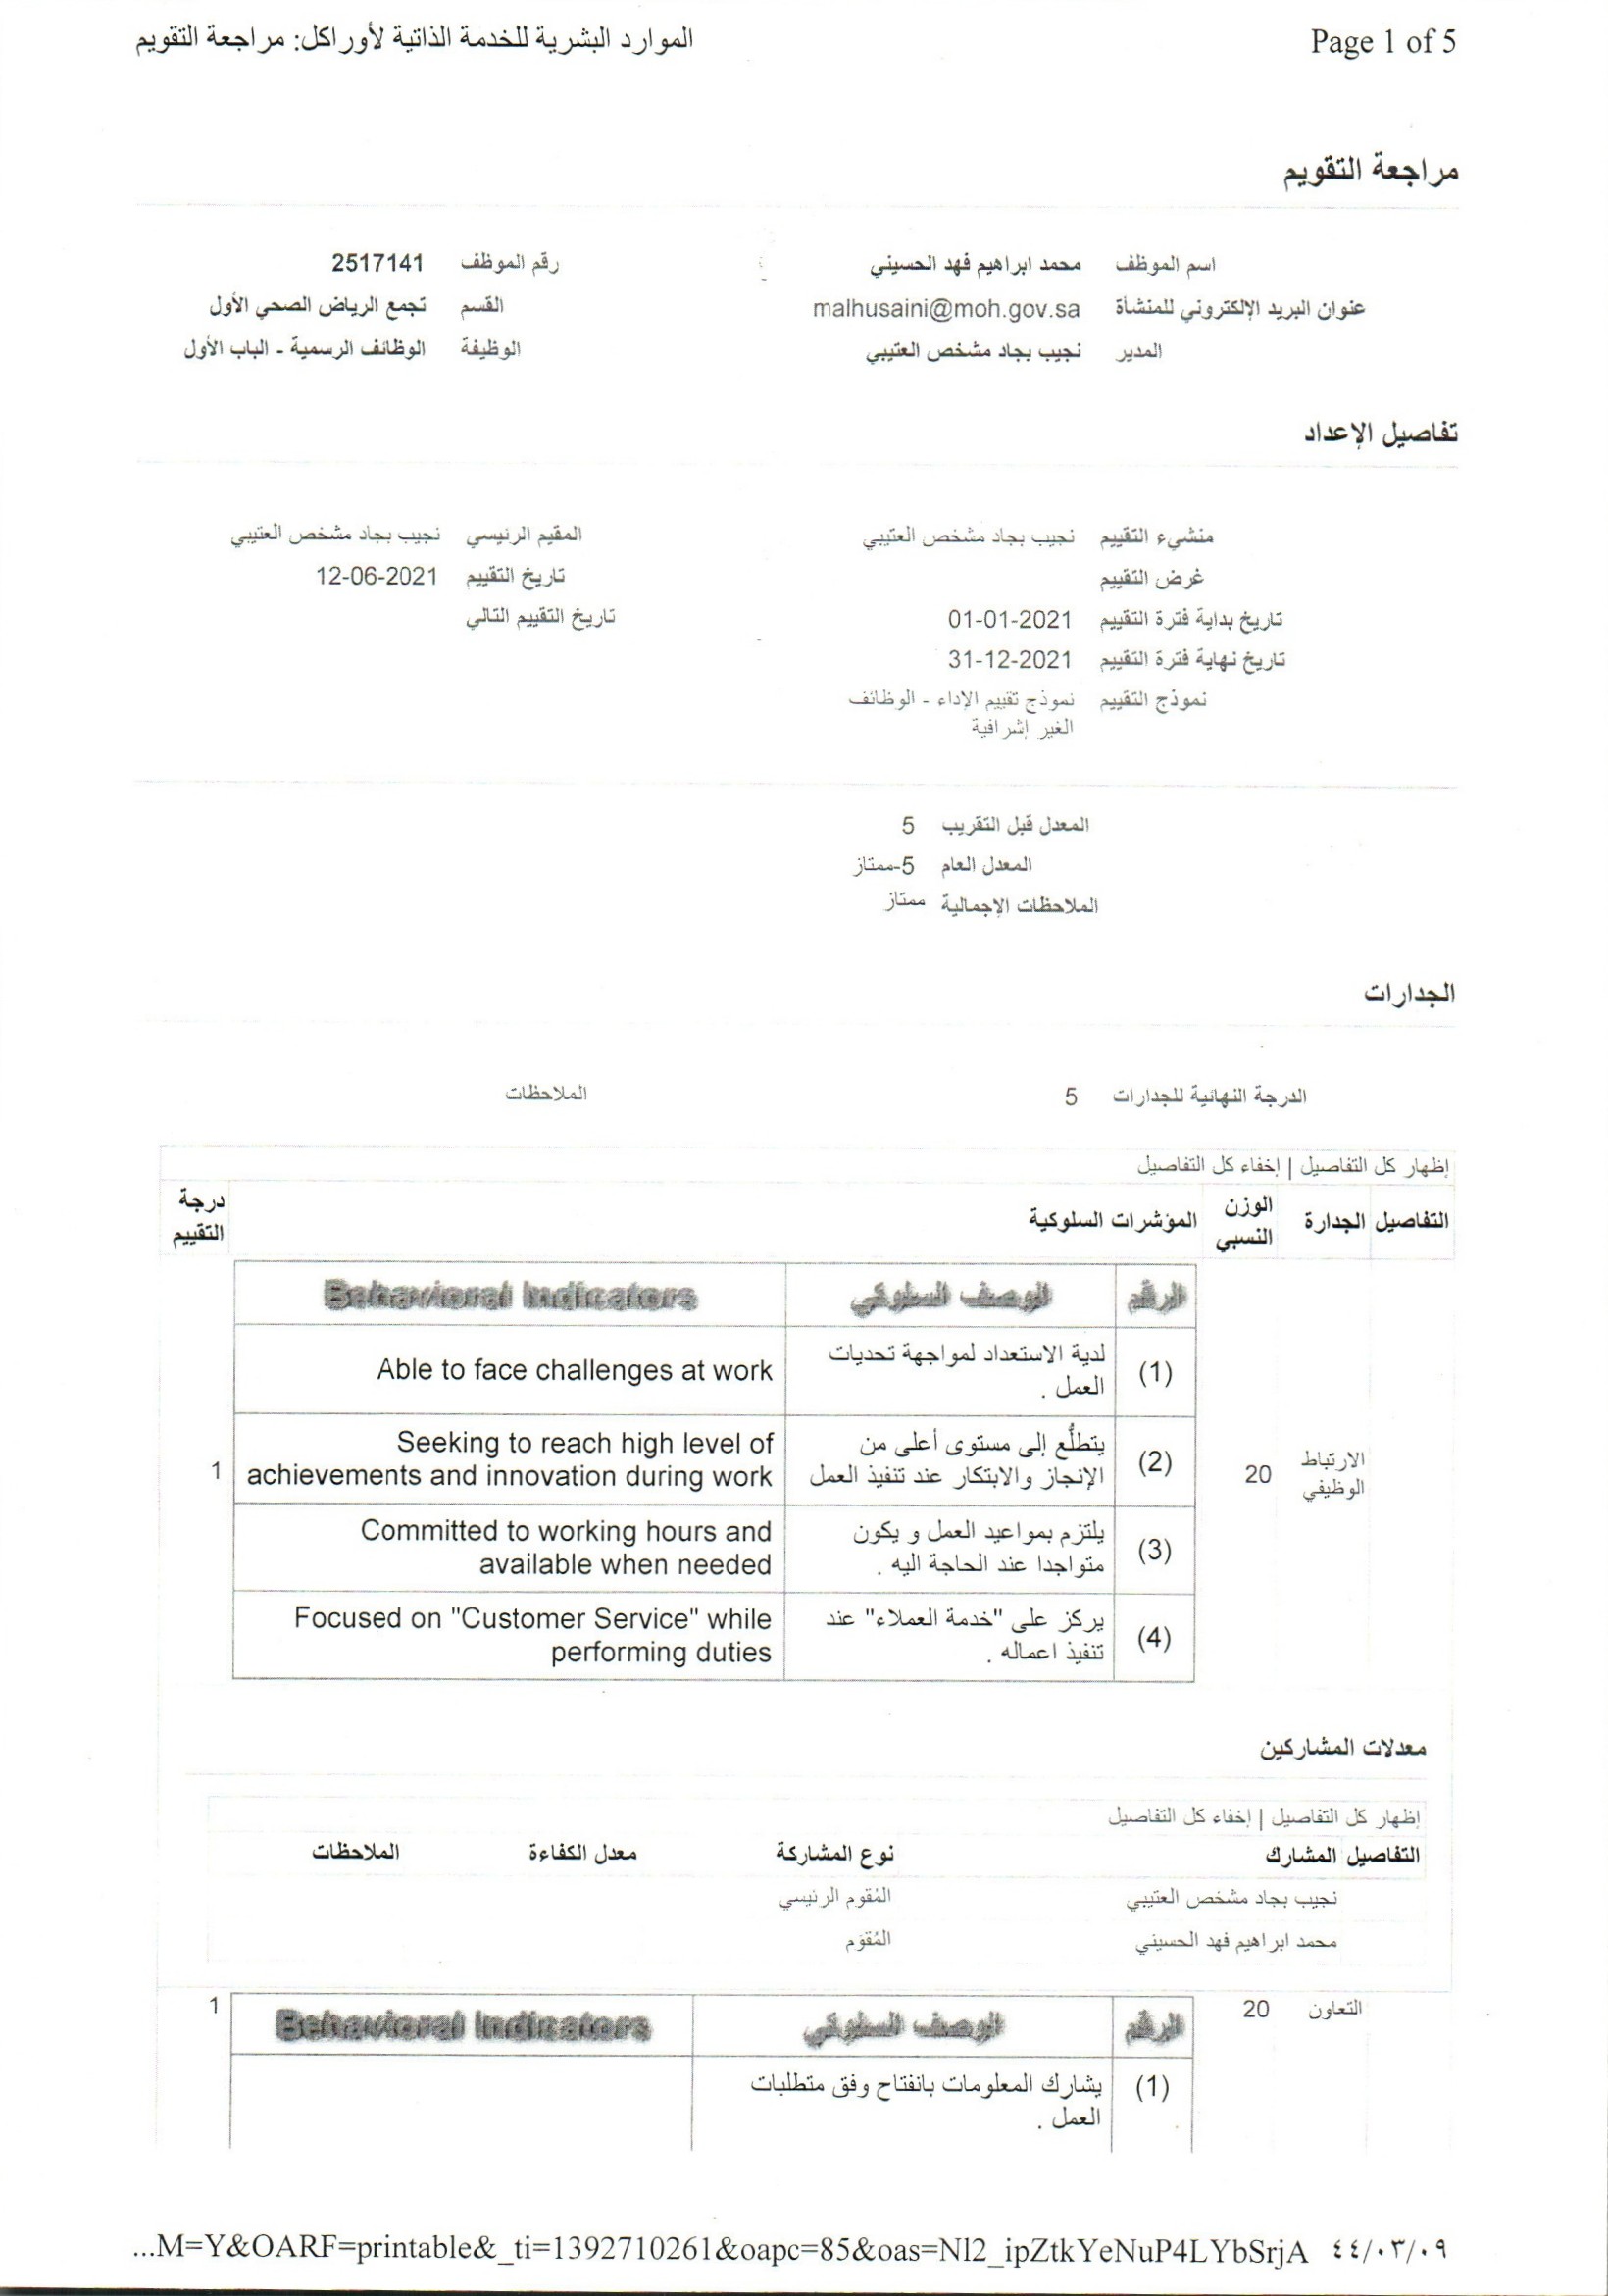 الموارد البشرية للخدمة الذاتية لأوراكل: مراجعة التقويم
Page 1 of 5
مراجعة التقويم
اسم الموظف محمد ابراهيم فهد الحسيني رقم الموظف 2517141
عنوان البريد الإلكتروني للمنشأة malhusaini@moh.gov.sa القسم تجمع الرياض الصحي الأول
المدير نجيب بجاد مشخص العتيبي الوظيفة الوظائف الرسمية - الباب الأول
تفاصيل الإعداد
منشيء التقييم نجيب بجاد مشخص العتيبي المقيم الرئيسي نجيب بجاد مشخص العتيبي
غرض التقييم تاريخ التقييم 12-06-2021
تاريخ بداية فترة التقييم 01-01-2021 تاريخ التقييم التالي
تاريخ نهاية فترة التقييم 31-12-2021
نموذج التقييم نموذج تقييم الإداء - الوظائف
الغير إشرافية
المعدل قبل التقريب 5
المعدل العام 5-ممتاز
الملاحظات الإجمالية ممتاز
الجدارات
الدرجة النهائية للجدارات 5 الملاحظات
إظهار كل التفاصيل | إخفاء كل التفاصيل
التفاصيل الجدارة الوزن النسبي المؤشرات السلوكية درجة التقييم
الرقم الوصف السلوكي Behavioral Indicators
(1) لدية الاستعداد لمواجهة تحديات
العمل . Able to face challenges at work
الارتباط الوظيفي 20 1
(2) يتطلُّع إلى مستوى أعلى من
الإنجاز والابتكار عند تنفيذ العمل
Seeking to reach high level of
achievements and innovation during work
(3) يلتزم بمواعيد العمل و يكون
متواجدا عند الحاجة اليه .
Committed to working hours and
available when needed
(4) يركز على "خدمة العملاء" عند
تنفيذ اعماله .
Focused on "Customer Service" while
performing duties
معدلات المشاركين
إظهار كل التفاصيل | إخفاء كل التفاصيل
التفاصيل المشارك نوع المشاركة معدل الكفاءة الملاحظات
نجيب بجاد مشخص العتيبي المُقوم الرئيسي
محمد ابراهيم فهد الحسيني المُقوَم
التعاون 20 1
الرقم الوصف السلوكي Behavioral Indicators
(1) يشارك المعلومات بانفتاح وفق متطلبات
العمل .
...M=Y&OARF=printable&_ti=1392710261&oapc=85&oas=Nl2_ipZtkYeNuP4LYbSrjA ٤٤/٠٣/٠٩